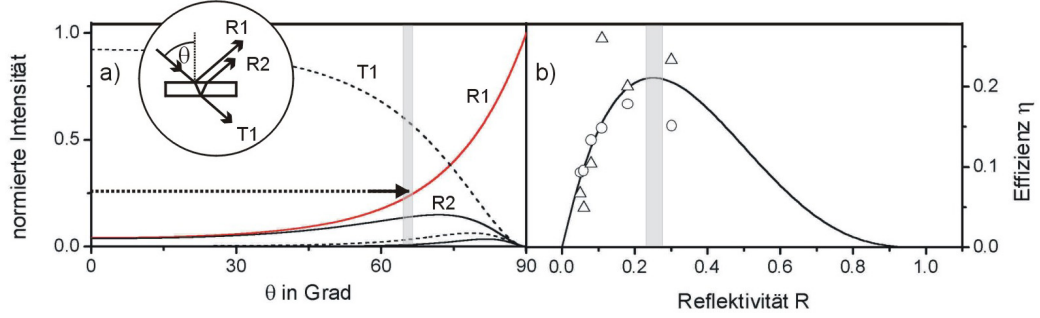 normierte Intensität
1.0
0.5
0.0
a)
θ
R1
R2
T1
T1
R1
R2
0
30
60
90
θ in Grad
b)
0.2
0.1
0.0
Effizienz η
0.0
0.2
0.4
0.6
0.8
1.0
Reflektivität R